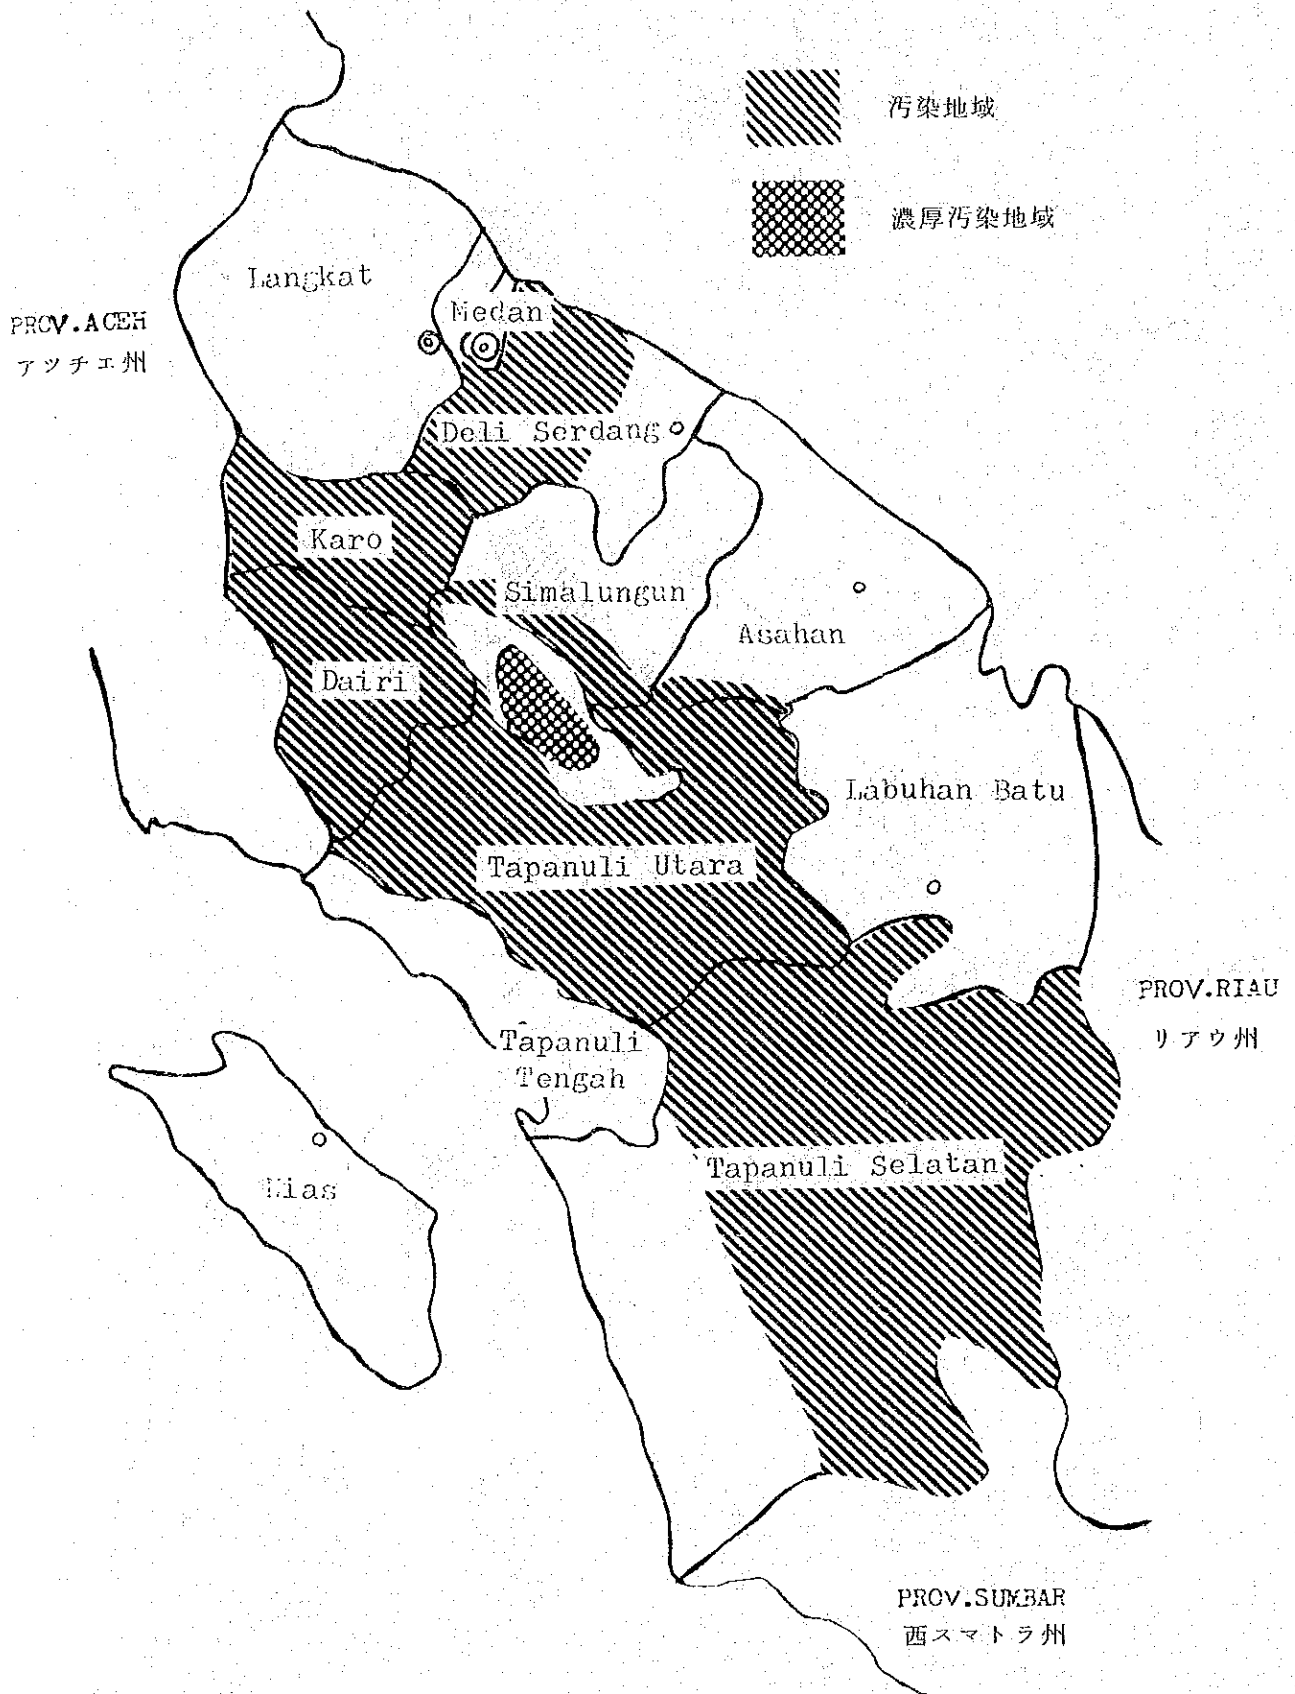 汚染地域
濃厚汚染地域
Langkat
Medan
PROV.ACEH
アツチエ州
Deli Serdang
Karo
Simalungun
Asahan
Dairi
Labuhan Batu
Tapanuli Utara
PROV.RIAU
リアウ州
Tapanuli
Tengah
Tapanuli Selatan
Nias
PROV.SUMBAR
西スマトラ州